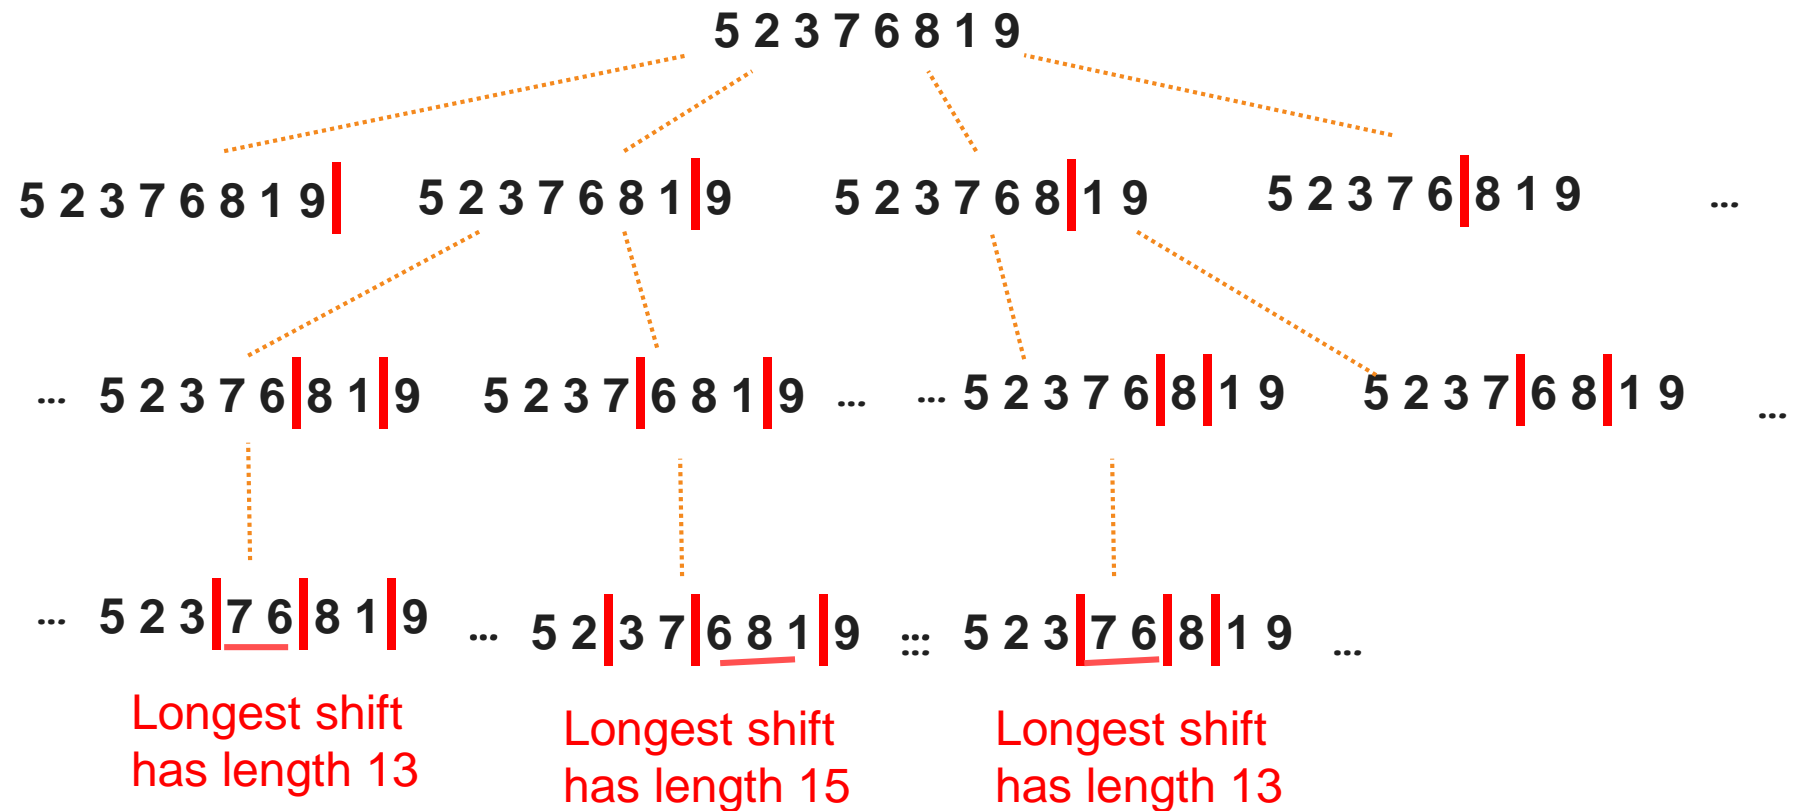 5 2 3 7 6 8 1 9
5 2 3 7 6 8 1 9| 5 2 3 7 6 8 1|9 5 2 3 7 6 8|1 9 5 2 3 7 6|8 1 9 ...
... 5 2 3 7 6|8 1|9 5 2 3 7|6 8 1|9 ... ... 5 2 3 7 6|8|1 9 5 2 3 7|6 8|1 9 ...
... 5 2 3|7 6|8 1|9 ... 5 2|3 7|6 8 1|9 ... ... 5 2 3|7 6|8|1 9 ...
Longest shift
has length 13
Longest shift
has length 15
Longest shift
has length 13